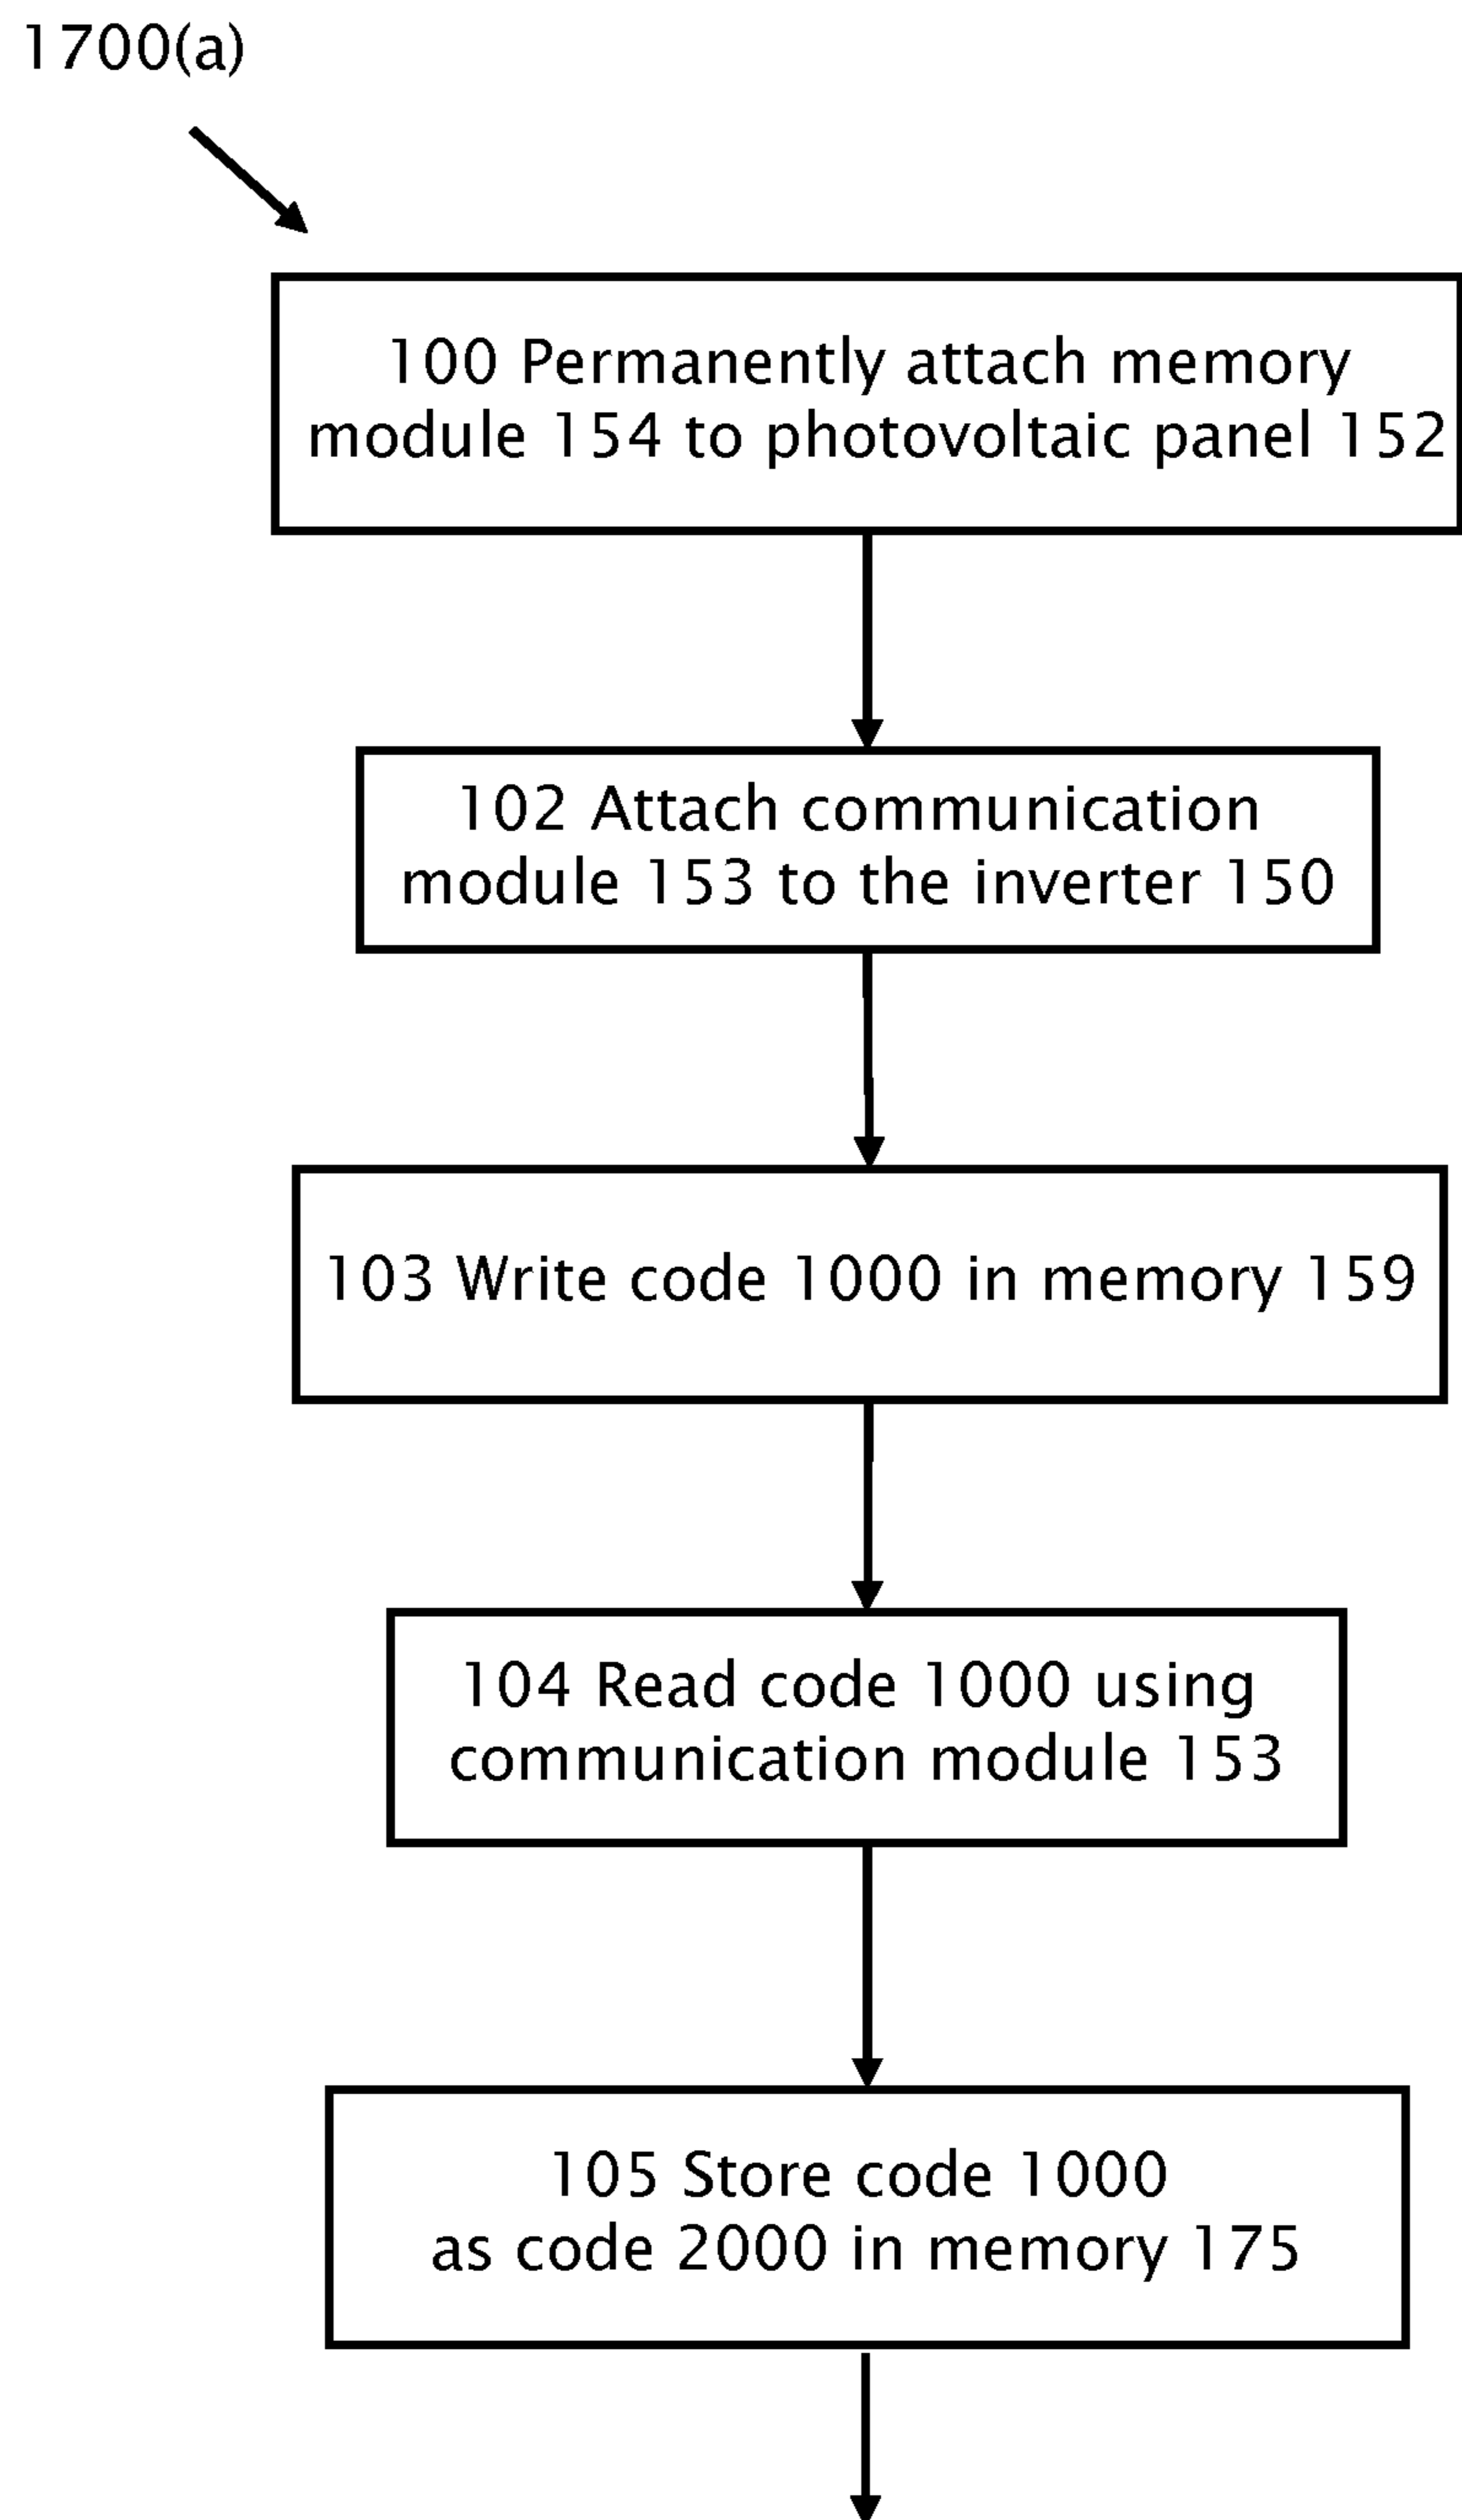 1700(a)
100 Permanently attach memory
module 154 to photovoltaic panel 152
102 Attach communication
module 153 to the inverter 150
103 Write code 1000 in memory 159
104 Read code 1000 using
communication module 153
105 Store code 1000
as code 2000 in memory 175